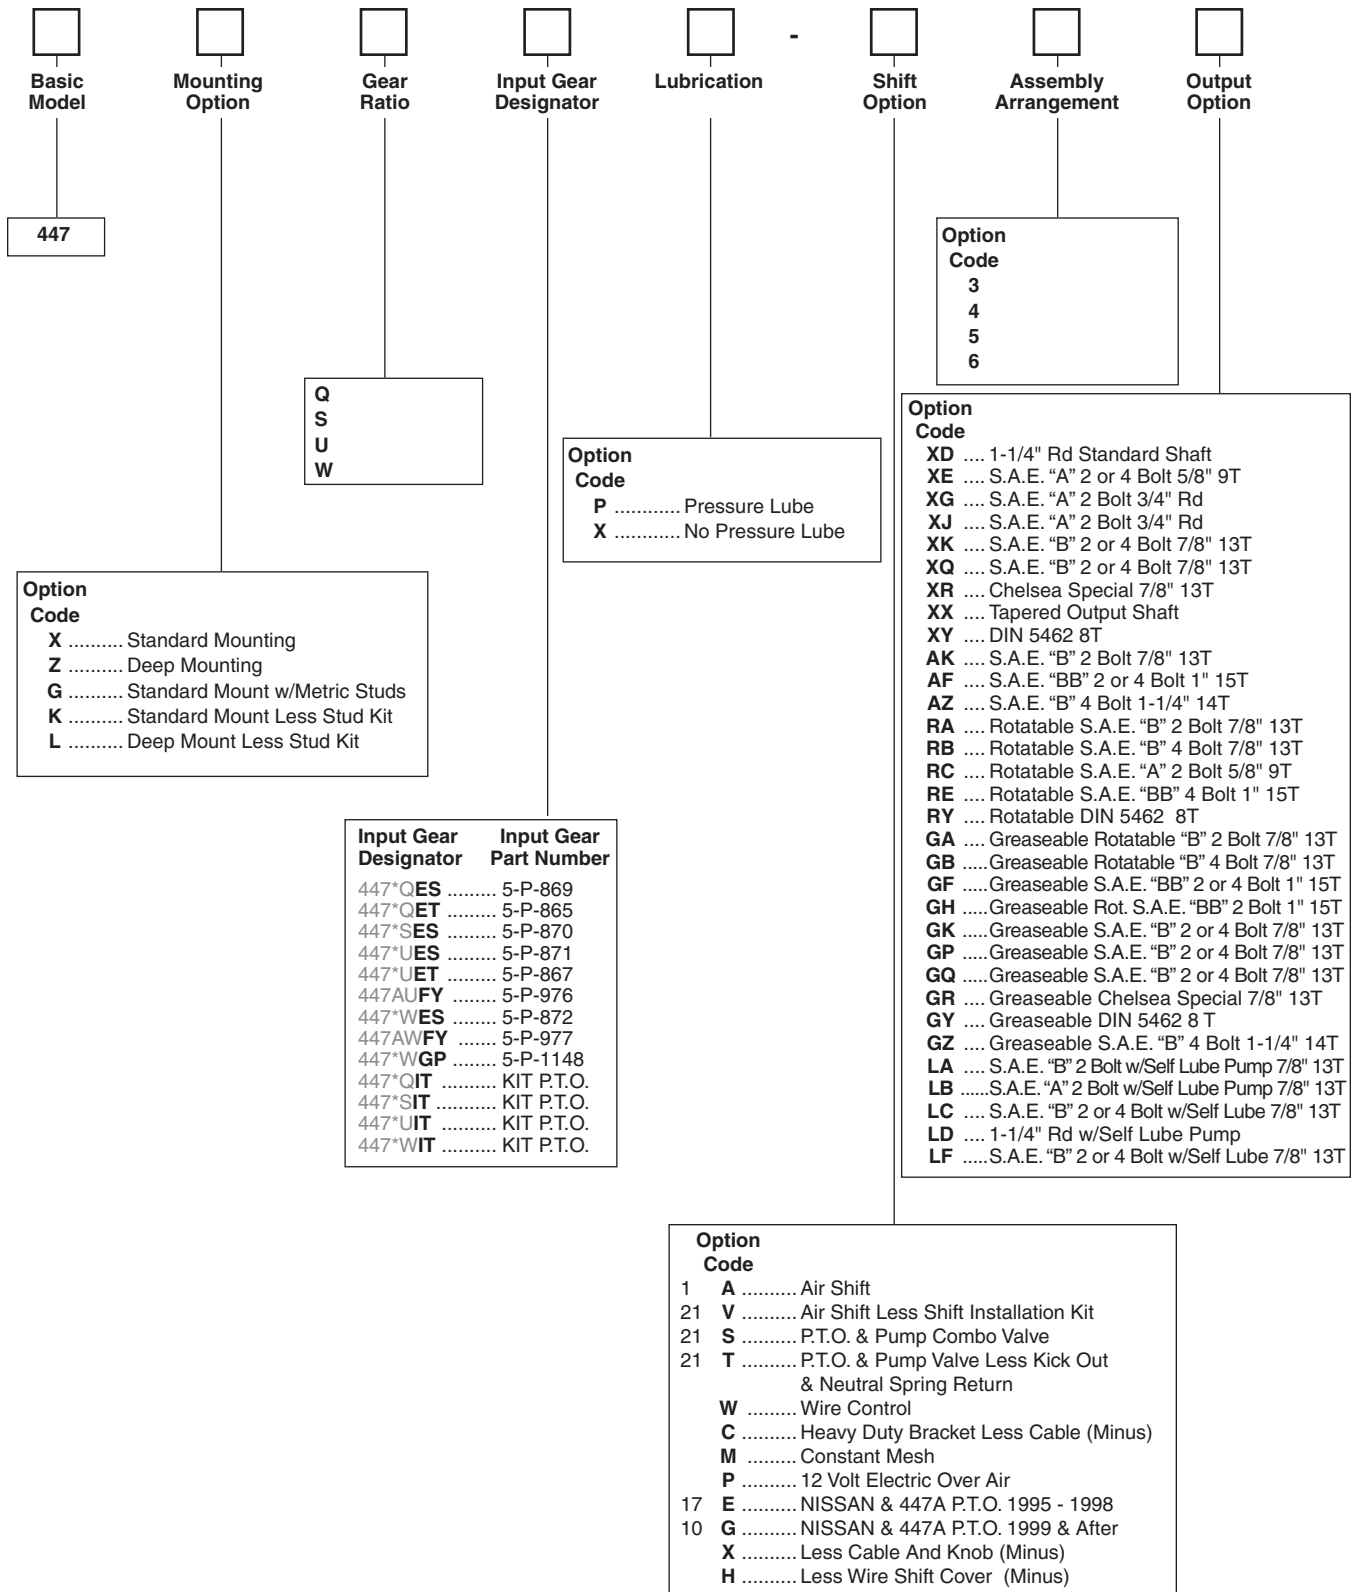 -
Basic Model
Mounting Option
Gear Ratio
Input Gear Designator
Lubrication
Shift Option
Assembly Arrangement
Output Option
447
Option
Code
3
4
5
6
Q
S
U
W
Option
Code
P ............ Pressure Lube
X ............ No Pressure Lube
Option
Code
XD .... 1-1/4" Rd Standard Shaft
XE .... S.A.E. “A” 2 or 4 Bolt 5/8" 9T
XG .... S.A.E. “A” 2 Bolt 3/4" Rd
XJ .... S.A.E. “A” 2 Bolt 3/4" Rd
XK .... S.A.E. “B” 2 or 4 Bolt 7/8" 13T
XQ .... S.A.E. “B” 2 or 4 Bolt 7/8" 13T
XR .... Chelsea Special 7/8" 13T
XX .... Tapered Output Shaft
XY .... DIN 5462 8T
AK .... S.A.E. “B” 2 Bolt 7/8" 13T
AF .... S.A.E. “BB” 2 or 4 Bolt 1" 15T
AZ .... S.A.E. “B” 4 Bolt 1-1/4" 14T
RA .... Rotatable S.A.E. “B” 2 Bolt 7/8" 13T
RB .... Rotatable S.A.E. “B” 4 Bolt 7/8" 13T
RC .... Rotatable S.A.E. “A” 2 Bolt 5/8" 9T
RE .... Rotatable S.A.E. “BB” 4 Bolt 1" 15T
RY .... Rotatable DIN 5462 8T
GA .... Greaseable Rotatable “B” 2 Bolt 7/8" 13T
GB .... Greaseable Rotatable “B” 4 Bolt 7/8" 13T
GF .... Greaseable S.A.E. “BB” 2 or 4 Bolt 1" 15T
GH .....Greaseable Rot. S.A.E. “BB” 2 Bolt 1" 15T
GK .....Greaseable S.A.E. “B” 2 or 4 Bolt 7/8" 13T
GP .....Greaseable S.A.E. “B” 2 or 4 Bolt 7/8" 13T
GQ .....Greaseable S.A.E. “B” 2 or 4 Bolt 7/8" 13T
GR .... Greaseable Chelsea Special 7/8" 13T
GY .... Greaseable DIN 5462 8 T
GZ .... Greaseable S.A.E. “B” 4 Bolt 1-1/4" 14T
LA .... S.A.E. “B” 2 Bolt w/Self Lube Pump 7/8" 13T
LB ......S.A.E. “A” 2 Bolt w/Self Lube Pump 7/8" 13T
LC .... S.A.E. “B” 2 or 4 Bolt w/Self Lube 7/8" 13T
LD .... 1-1/4" Rd w/Self Lube Pump
LF .....S.A.E. “B” 2 or 4 Bolt w/Self Lube 7/8" 13T
Option
Code
X .......... Standard Mounting
Z .......... Deep Mounting
G .......... Standard Mount w/Metric Studs
K .......... Standard Mount Less Stud Kit
L .......... Deep Mount Less Stud Kit
Input Gear Input Gear
Designator Part Number
447*QES ......... 5-P-869
447*QET ......... 5-P-865
447*SES ......... 5-P-870
447*UES ......... 5-P-871
447*UET ......... 5-P-867
447AUFY ........ 5-P-976
447*WES ........ 5-P-872
447AWFY ....... 5-P-977
447*WGP ........ 5-P-1148
447*QIT .......... KIT P.T.O.
447*SIT ........... KIT P.T.O.
447*UIT .......... KIT P.T.O.
447*WIT .......... KIT P.T.O.
Option
Code
1 A .......... Air Shift
21 V .......... Air Shift Less Shift Installation Kit
21 S .......... P.T.O. & Pump Combo Valve
21 T .......... P.T.O. & Pump Valve Less Kick Out
& Neutral Spring Return
W ......... Wire Control
C .......... Heavy Duty Bracket Less Cable (Minus)
M ......... Constant Mesh
P .......... 12 Volt Electric Over Air
17 E .......... NISSAN & 447A P.T.O. 1995 - 1998
10 G .......... NISSAN & 447A P.T.O. 1999 & After
X .......... Less Cable And Knob (Minus)
H .......... Less Wire Shift Cover (Minus)